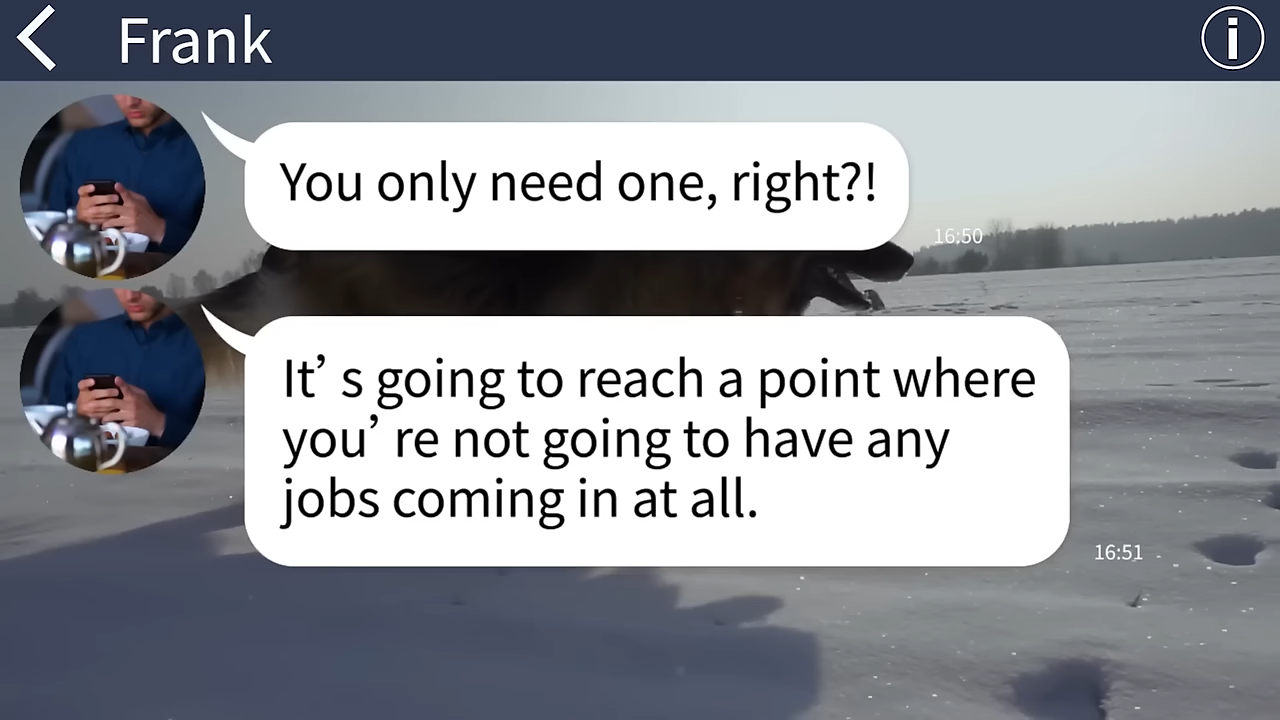 Frank
You only need one, right?!
16:50
It’s going to reach a point where
you’re not going to have any
jobs coming in at all.
16:51